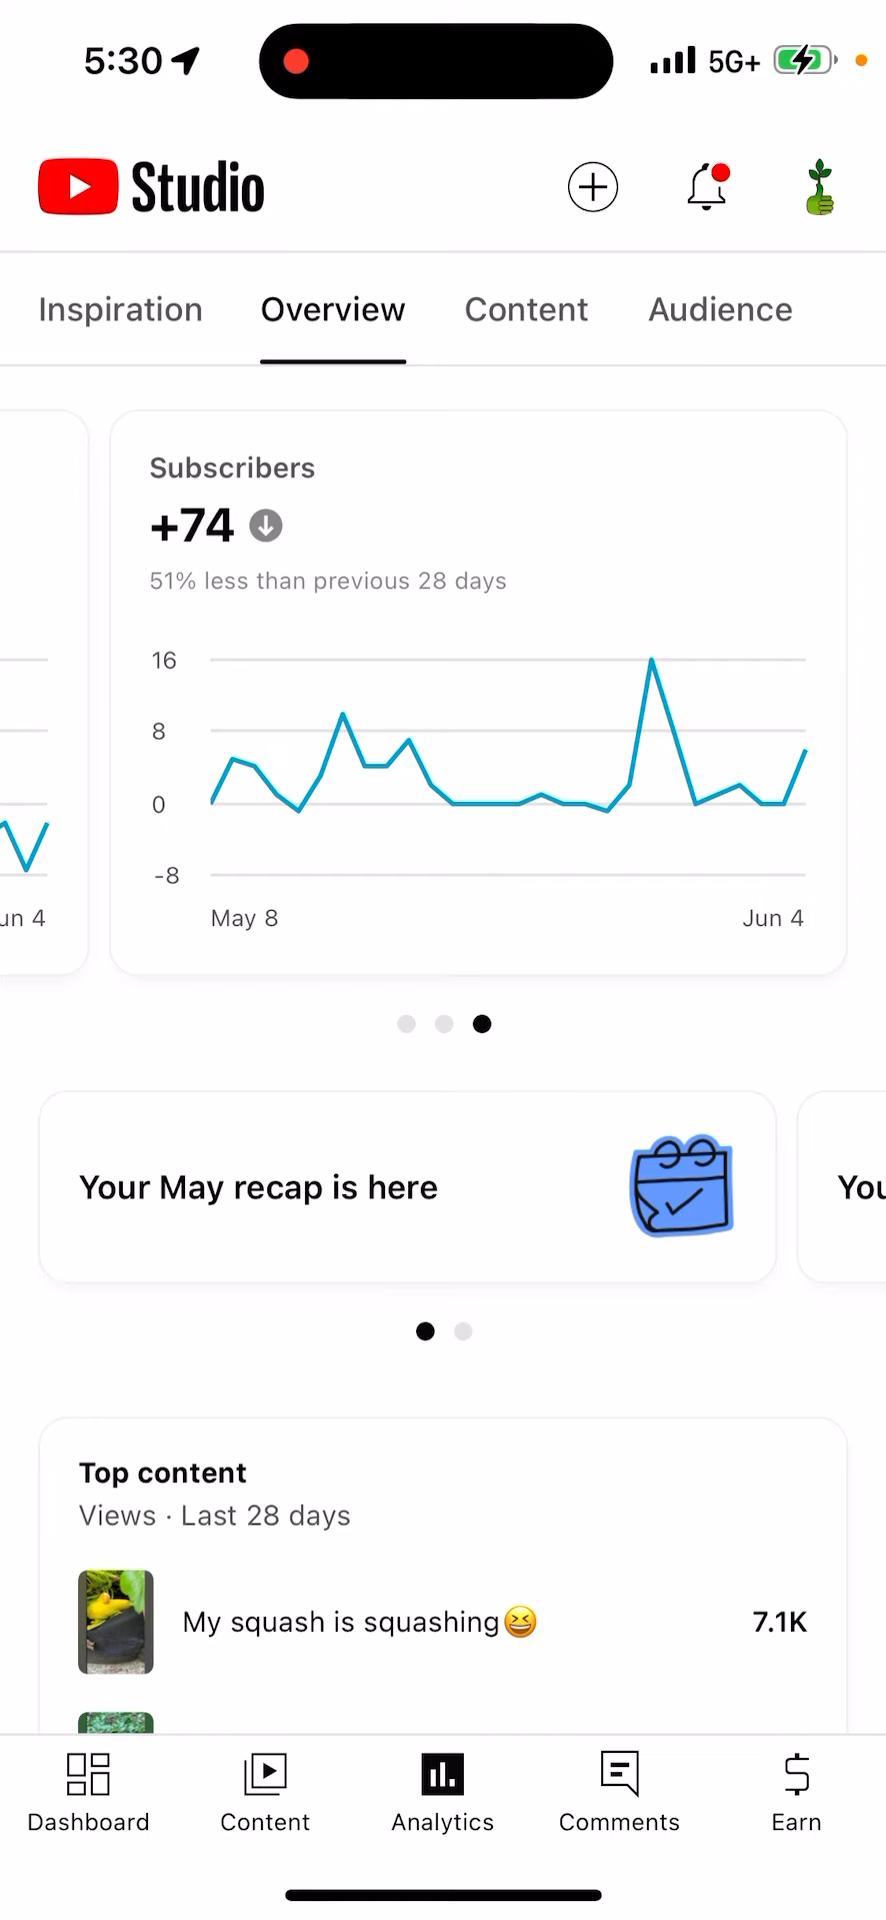 5:30
5G+
Studio
Inspiration
Overview
Content
Audience
Subscribers
+74
51% less than previous 28 days
16
8
0
-8
May 8
Jun 4
un 4
Your May recap is here
You
Top content
Views · Last 28 days
My squash is squashing😆
7.1K
Dashboard
Content
Analytics
Comments
Earn